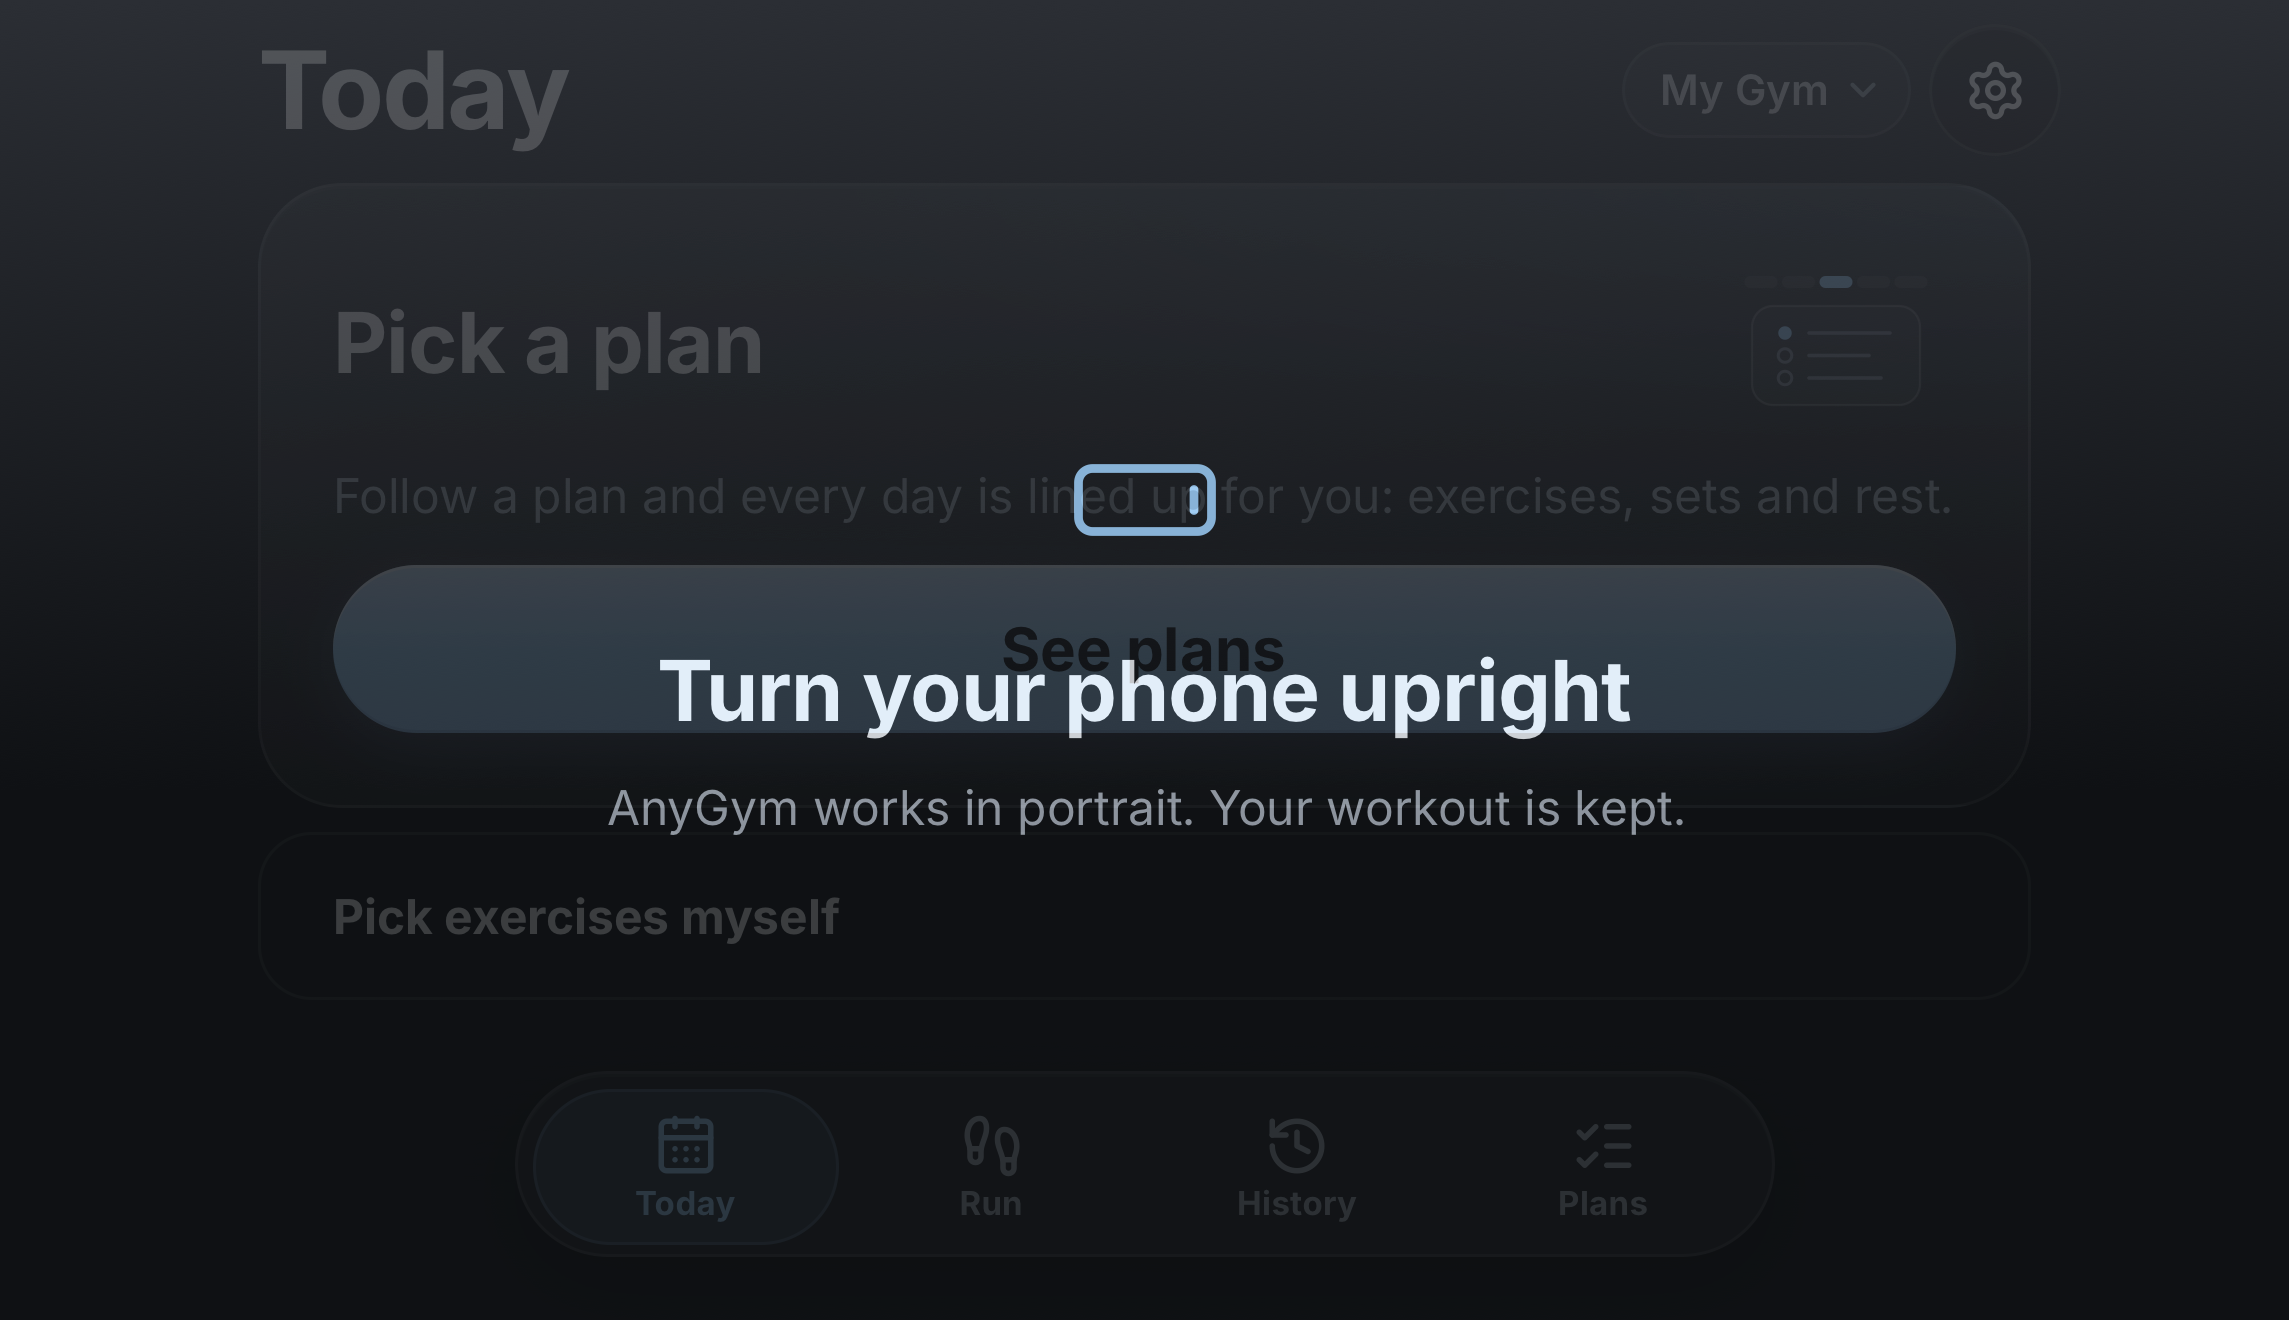 Today
My Gym
Pick a plan
Follow a plan and every day is lined up for you: exercises, sets and rest.
See plans
Turn your phone upright
AnyGym works in portrait. Your workout is kept.
Pick exercises myself
Today
Run
History
Plans